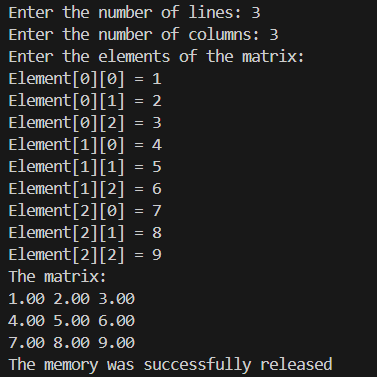 Enter the number of lines: 3
Enter the number of columns: 3
Enter the elements of the matrix:
Element[0][0] = 1
Element[0][1] = 2
Element[0][2] = 3
Element[1][0] = 4
Element[1][1] = 5
Element[1][2] = 6
Element[2][0] = 7
Element[2][1] = 8
Element[2][2] = 9
The matrix:
1.00 2.00 3.00
4.00 5.00 6.00
7.00 8.00 9.00
The memory was successfully released